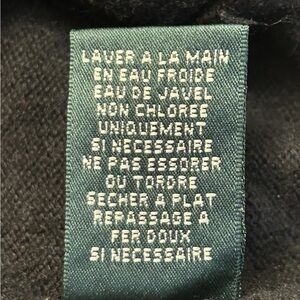 LAVER A LA MAIN
EN EAU FROIDE
EAU DE JAVEL
NON CHLOREE
UNIQUEMENT
SI NECESSAIRE
NE PAS ESSORER
OU TORDRE
SECHER A PLAT
REPASSAGE A
FER DOUX
SI NECESSAIRE